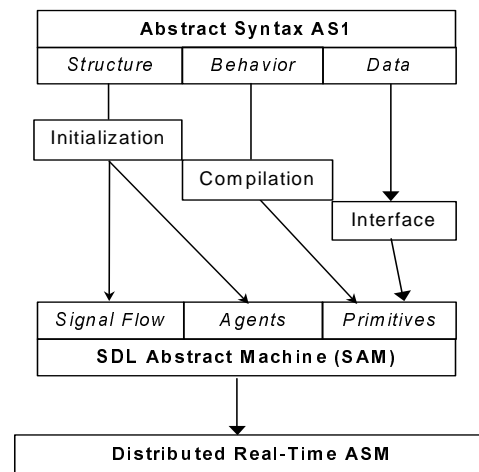 Abstract Syntax AS1
Structure Behavior Data
Initialization
Compilation
Interface
Signal Flow Agents Primitives
SDL Abstract Machine (SAM)
Distributed Real-Time ASM